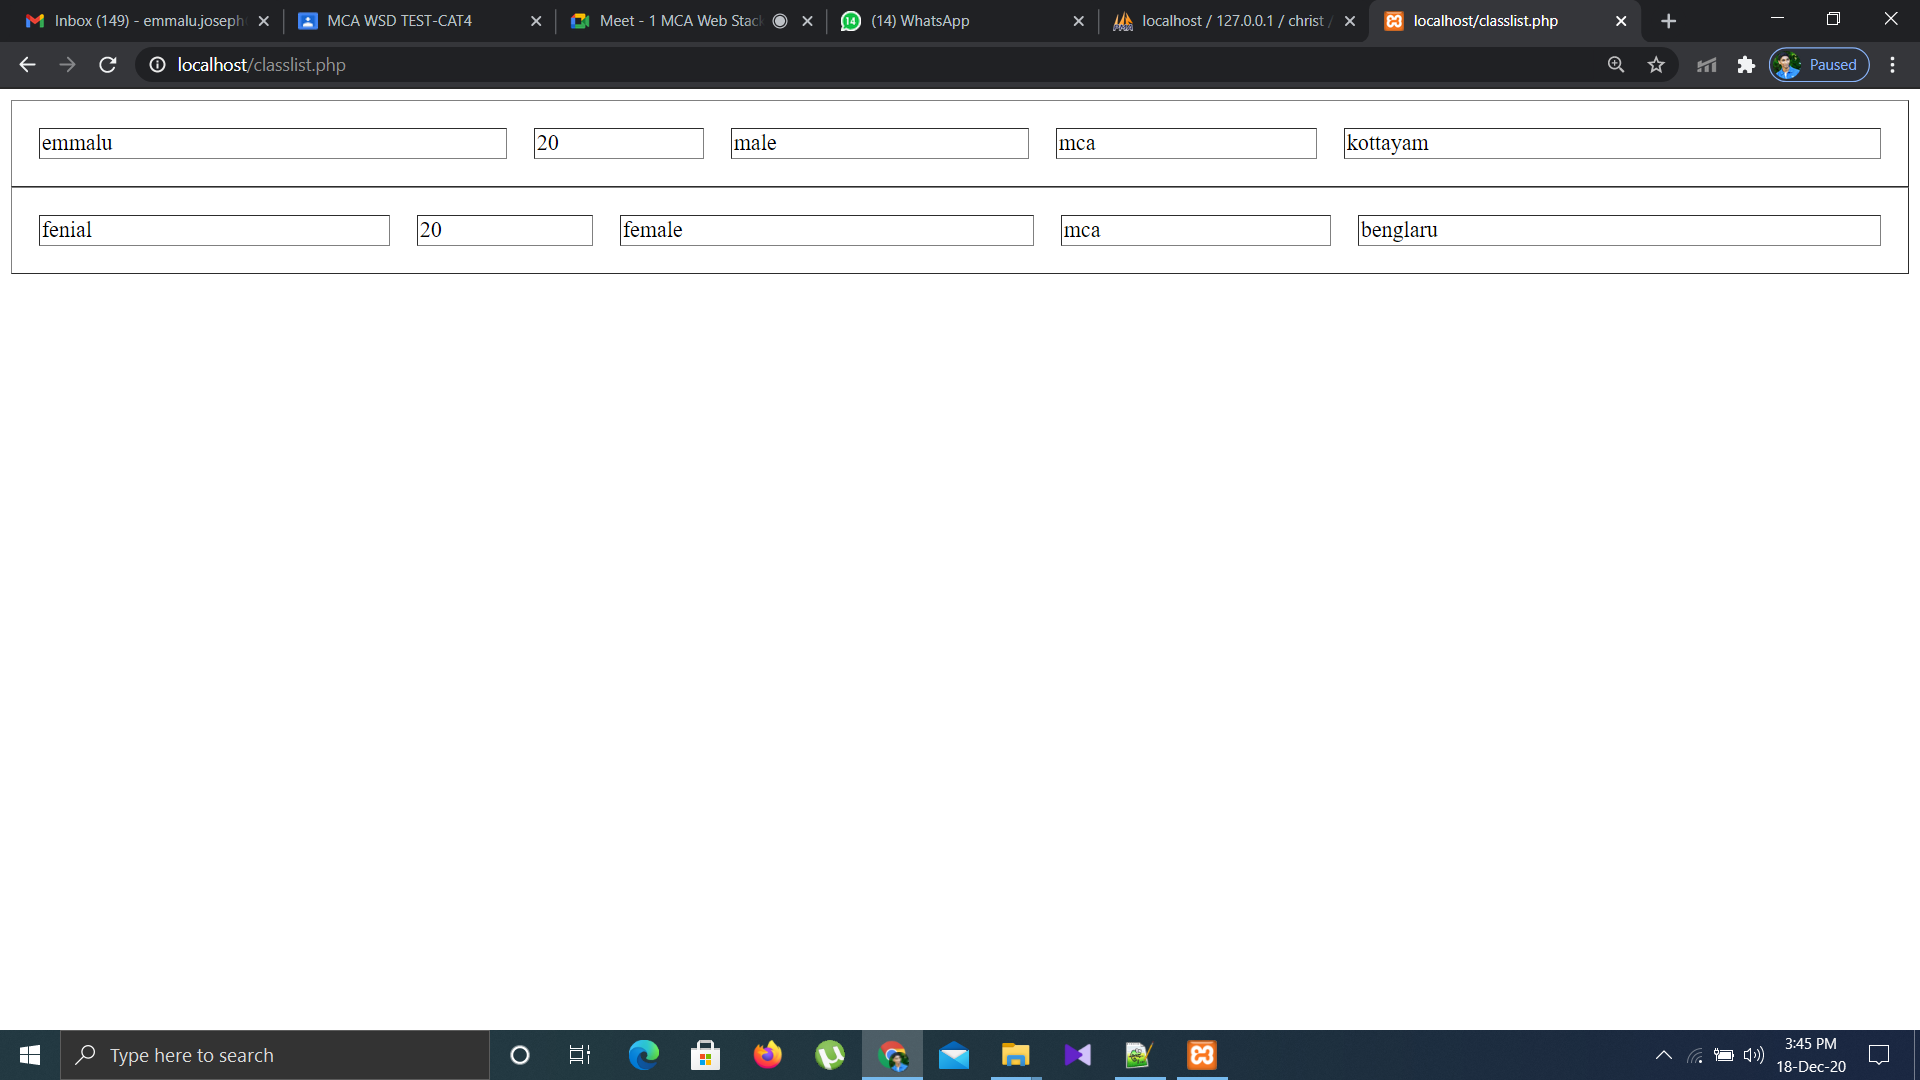 Inbox (149) - emmalu.joseph
MCA WSD TEST-CAT4
Meet - 1 MCA Web Stack
14
(14) WhatsApp
localhost / 127.0.0.1 / christ /
localhost/classlist.php
localhost/classlist.php
Paused
emmalu 20 male mca kottayam
fenial 20 female mca benglaru
Type here to search
3:45 PM
18-Dec-20